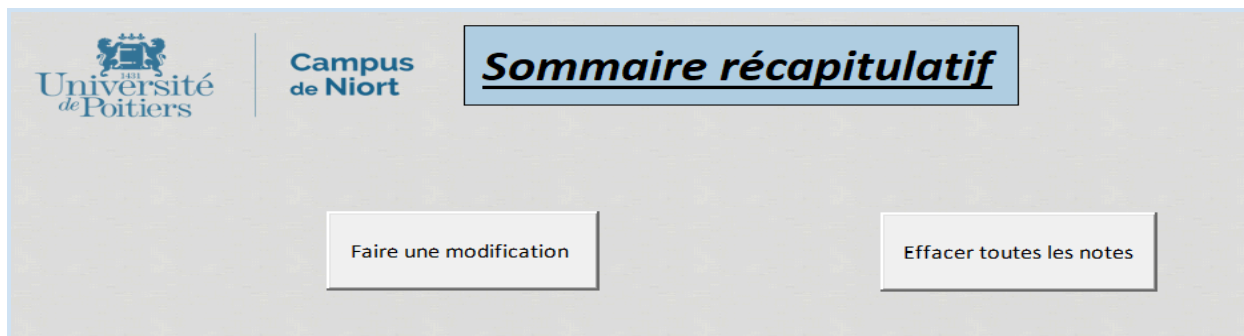 1431
Université
de Poitiers
Campus
de Niort
Sommaire récapitulatif
Faire une modification
Effacer toutes les notes